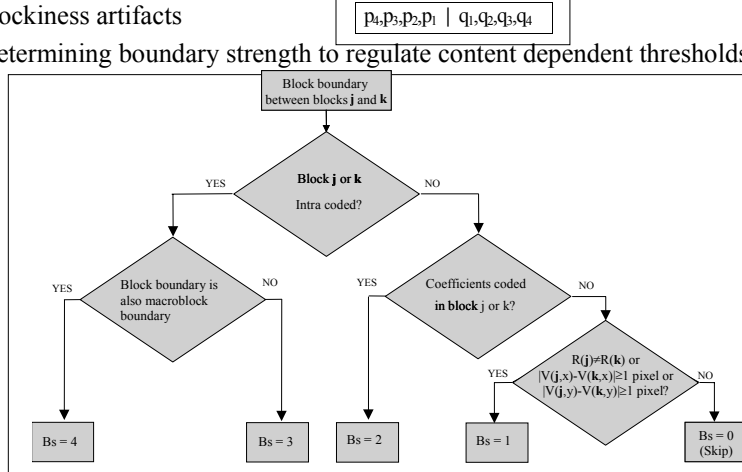 ockiness artifacts
p4,p3,p2,p1 | q1,q2,q3,q4
etermining boundary strength to regulate content dependent thresholds
Block boundary
between blocks j and k
Block j or k
Intra coded?
YES
NO
Block boundary is
also macroblock
boundary
YES
NO
Coefficients coded
in block j or k?
YES
NO
R(j)≠R(k) or
|V(j,x)-V(k,x)|≥1 pixel or
|V(j,y)-V(k,y)|≥1 pixel?
YES
NO
Bs = 4
Bs = 3
Bs = 2
Bs = 1
Bs = 0
(Skip)